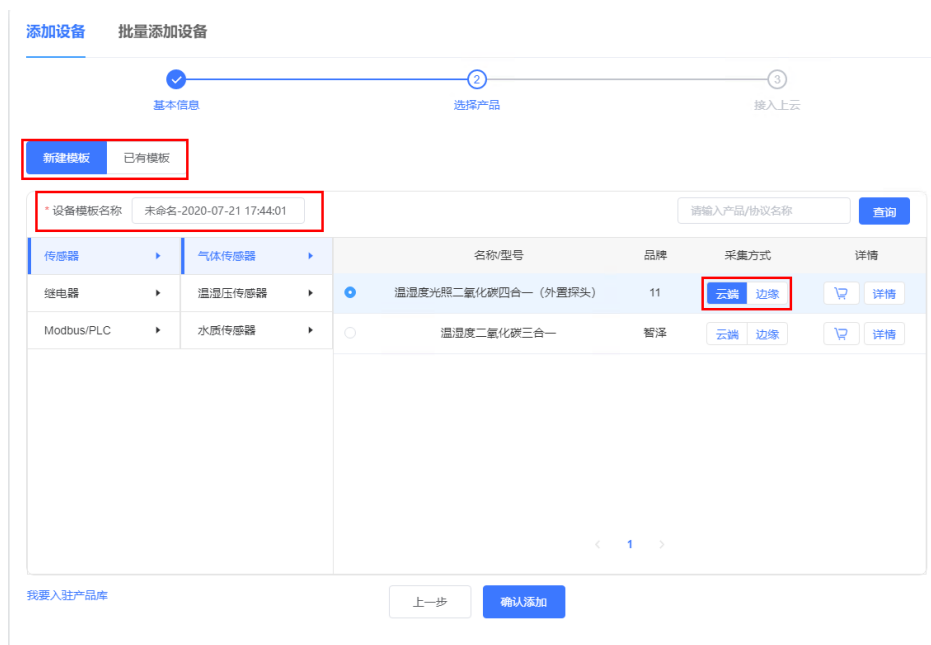 添加设备 批量添加设备
2 3
基本信息 选择产品 接入上云
新建模板 已有模板
* 设备模板名称 未命名-2020-07-21 17:44:01 请输入产品/协议名称 查询
传感器 气体传感器 名称/型号 品牌 采集方式 详情
继电器 温湿压传感器 温湿度光照二氧化碳四合一（外置探头） 11 云端 边缘 详情
Modbus/PLC 水质传感器 温湿度二氧化碳三合一 智泽 云端 边缘 详情
< 1 >
我要入驻产品库 上一步 确认添加